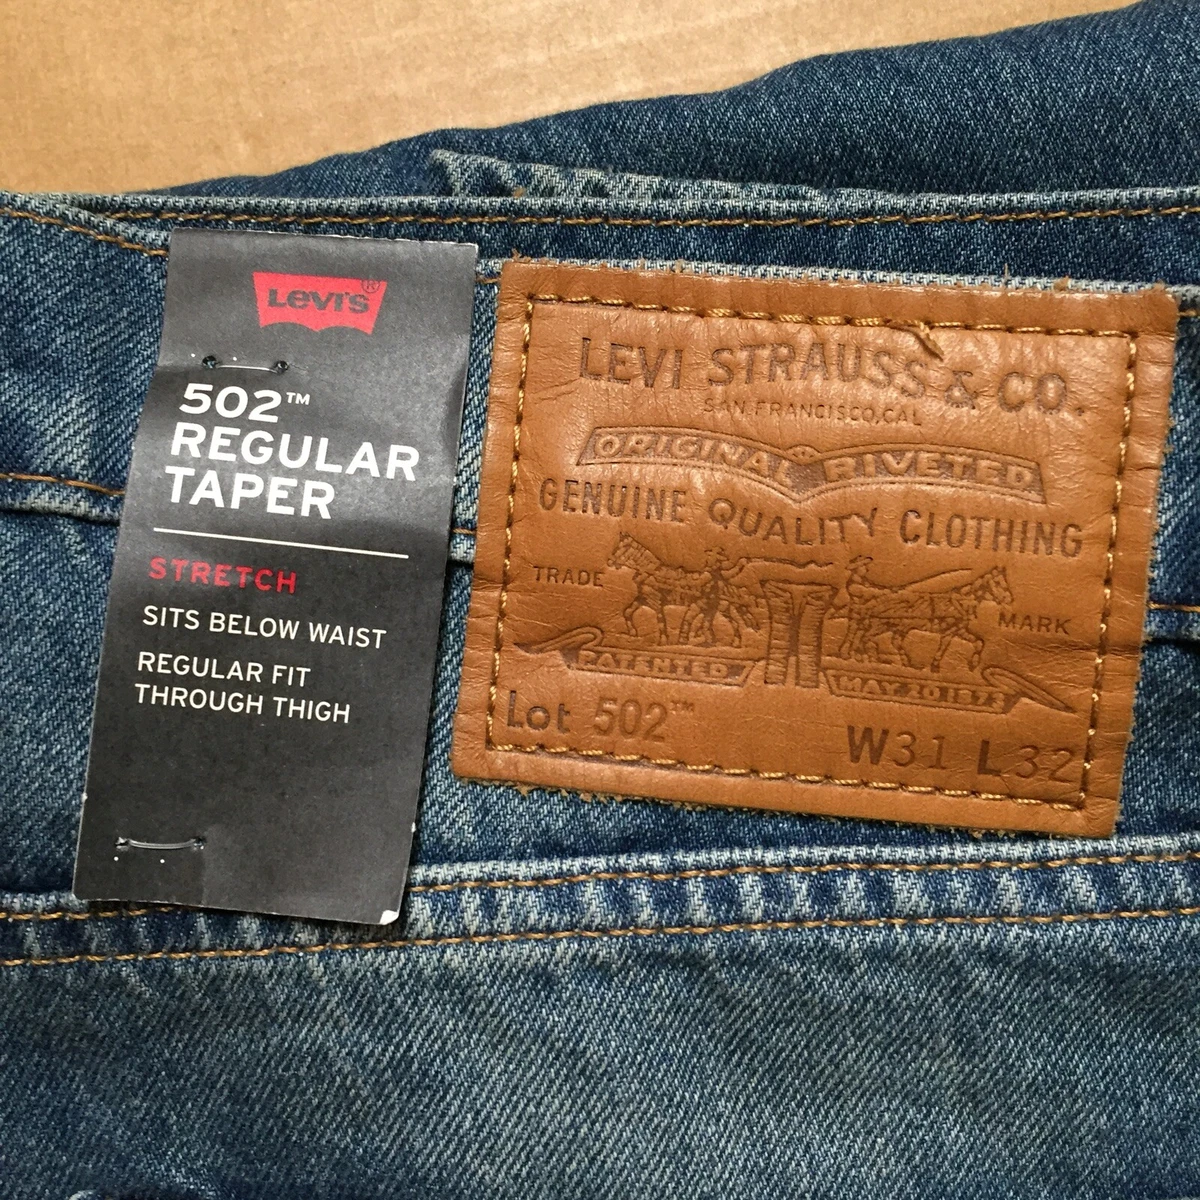 LEVI'S®
502™
REGULAR
TAPER
STRETCH
SITS BELOW WAIST
REGULAR FIT
THROUGH THIGH
LEVI STRAUSS & CO.
SAN FRANCISCO, CAL
ORIGINAL RIVETED
GENUINE QUALITY CLOTHING
TRADE MARK
PATENTED MAY 20 1873
Lot 502™
W31 L32